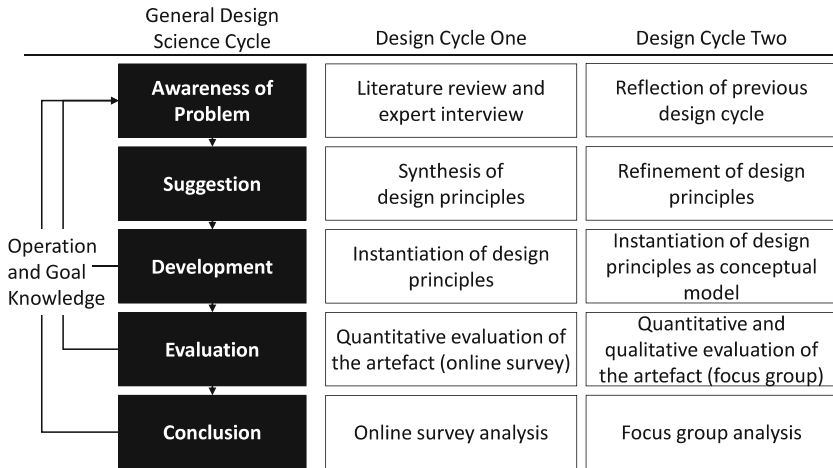 General Design
Science Cycle
Design Cycle One
Design Cycle Two
Awareness of
Problem
Literature review and
expert interview
Reflection of previous
design cycle
Suggestion
Synthesis of
design principles
Refinement of design
principles
Operation
and Goal
Knowledge
Development
Instantiation of design
principles
Instantiation of design
principles as conceptual
model
Evaluation
Quantitative evaluation of
the artefact (online survey)
Quantitative and
qualitative evaluation of
the artefact (focus group)
Conclusion
Online survey analysis
Focus group analysis